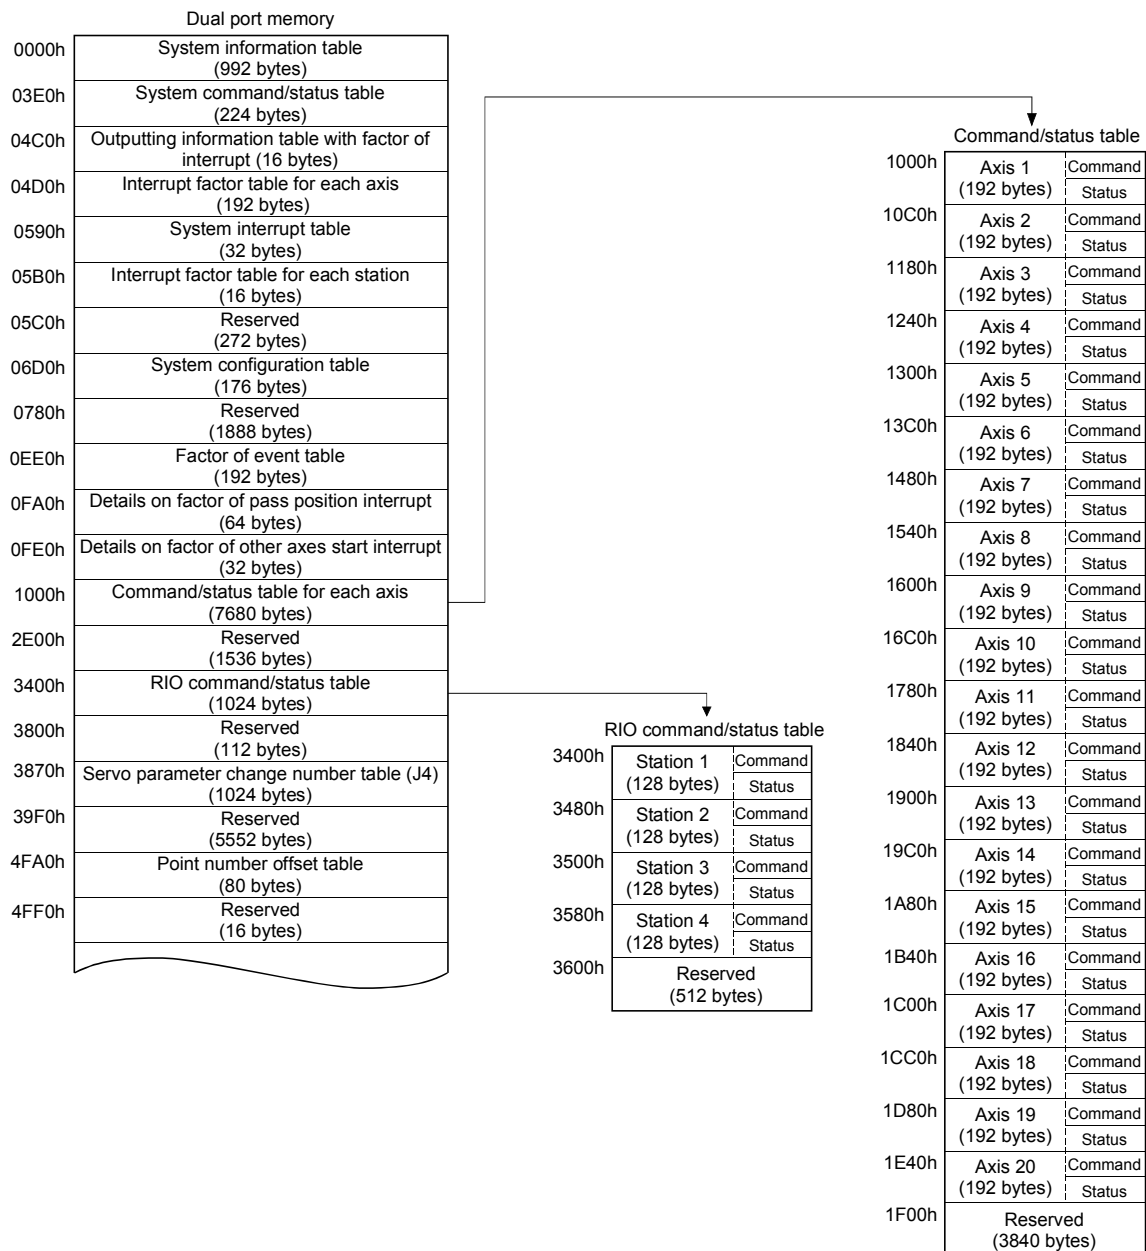 Dual port memory
0000h
System information table
(992 bytes)
03E0h
System command/status table
(224 bytes)
04C0h
Outputting information table with factor of
interrupt (16 bytes)
04D0h
Interrupt factor table for each axis
(192 bytes)
0590h
System interrupt table
(32 bytes)
05B0h
Interrupt factor table for each station
(16 bytes)
05C0h
Reserved
(272 bytes)
06D0h
System configuration table
(176 bytes)
0780h
Reserved
(1888 bytes)
0EE0h
Factor of event table
(192 bytes)
0FA0h
Details on factor of pass position interrupt
(64 bytes)
0FE0h
Details on factor of other axes start interrupt
(32 bytes)
1000h
Command/status table for each axis
(7680 bytes)
2E00h
Reserved
(1536 bytes)
3400h
RIO command/status table
(1024 bytes)
3800h
Reserved
(112 bytes)
3870h
Servo parameter change number table (J4)
(1024 bytes)
39F0h
Reserved
(5552 bytes)
4FA0h
Point number offset table
(80 bytes)
4FF0h
Reserved
(16 bytes)
RIO command/status table
3400h
Station 1
(128 bytes)
Command
Status
3480h
Station 2
(128 bytes)
Command
Status
3500h
Station 3
(128 bytes)
Command
Status
3580h
Station 4
(128 bytes)
Command
Status
3600h
Reserved
(512 bytes)
Command/status table
1000h
Axis 1
(192 bytes)
Command
Status
10C0h
Axis 2
(192 bytes)
Command
Status
1180h
Axis 3
(192 bytes)
Command
Status
1240h
Axis 4
(192 bytes)
Command
Status
1300h
Axis 5
(192 bytes)
Command
Status
13C0h
Axis 6
(192 bytes)
Command
Status
1480h
Axis 7
(192 bytes)
Command
Status
1540h
Axis 8
(192 bytes)
Command
Status
1600h
Axis 9
(192 bytes)
Command
Status
16C0h
Axis 10
(192 bytes)
Command
Status
1780h
Axis 11
(192 bytes)
Command
Status
1840h
Axis 12
(192 bytes)
Command
Status
1900h
Axis 13
(192 bytes)
Command
Status
19C0h
Axis 14
(192 bytes)
Command
Status
1A80h
Axis 15
(192 bytes)
Command
Status
1B40h
Axis 16
(192 bytes)
Command
Status
1C00h
Axis 17
(192 bytes)
Command
Status
1CC0h
Axis 18
(192 bytes)
Command
Status
1D80h
Axis 19
(192 bytes)
Command
Status
1E40h
Axis 20
(192 bytes)
Command
Status
1F00h
Reserved
(3840 bytes)